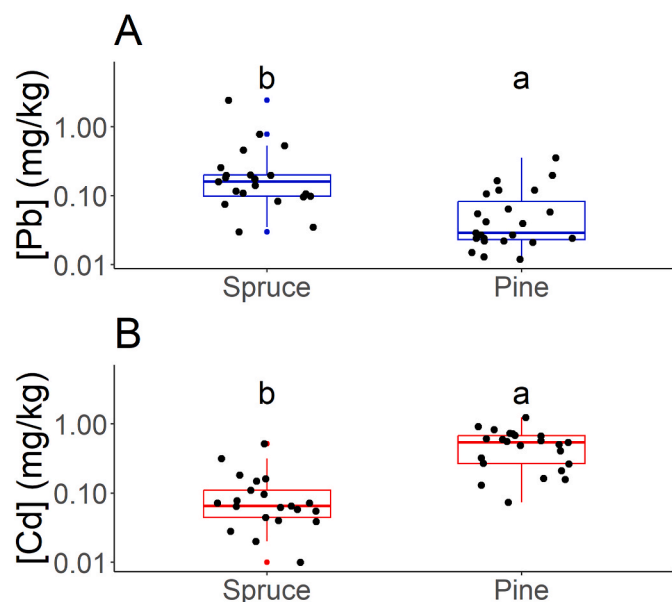 A
[Pb] (mg/kg)
b a
1.00
0.10
0.01
Spruce Pine
B
[Cd] (mg/kg)
b a
1.00
0.10
0.01
Spruce Pine